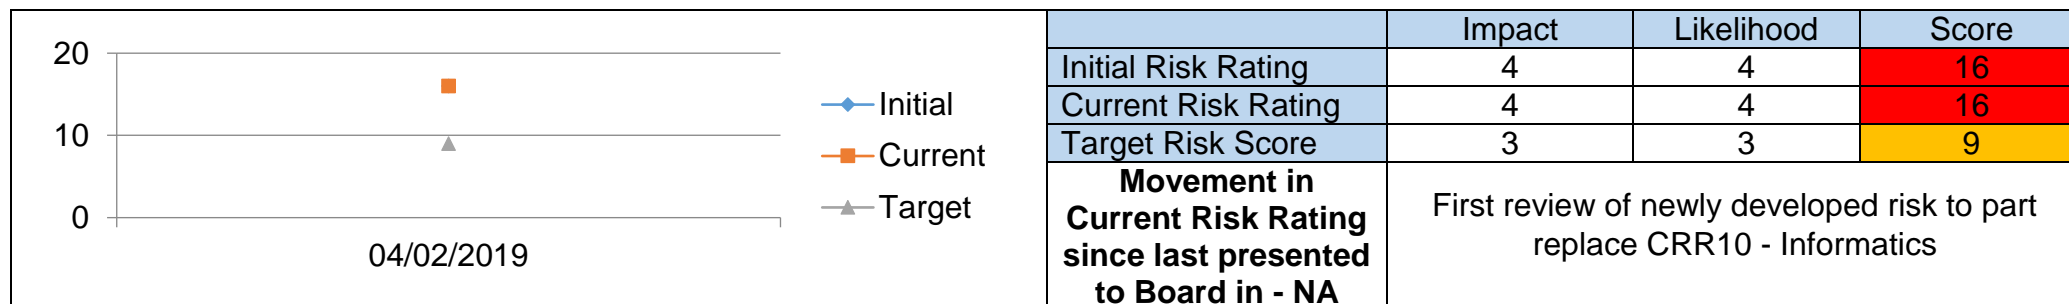 20
10
0
04/02/2019
Initial
Current
Target
Impact Likelihood Score
Initial Risk Rating 4 4 16
Current Risk Rating 4 4 16
Target Risk Score 3 3 9
Movement in
Current Risk Rating
since last presented
to Board in - NA
First review of newly developed risk to part
replace CRR10 - Informatics